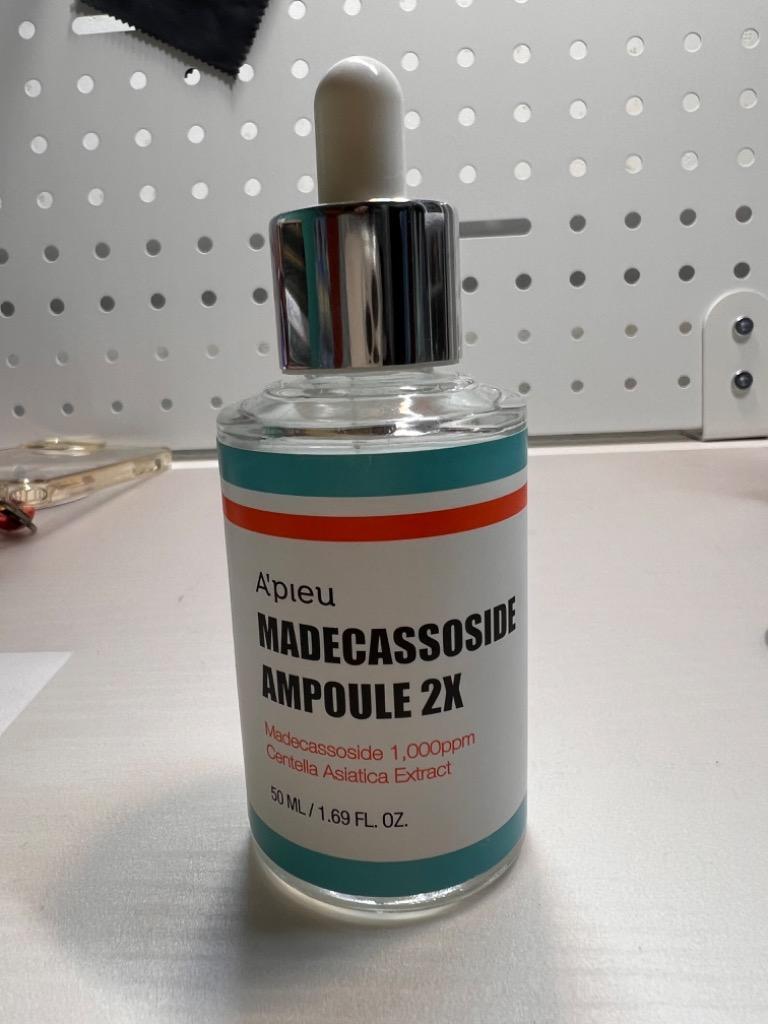 A'pieu
MADECASSOSIDE
AMPOULE 2X
Madecassoside 1,000ppm
Centella Asiatica Extract
50 ML / 1.69 FL. OZ.